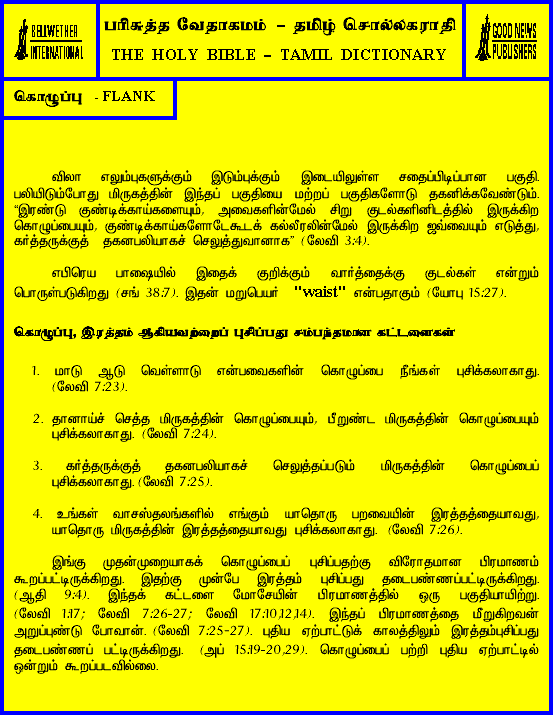 BELLWETHER
INTERNATIONAL
பரிசுத்த வேதாகமம் – தமிழ் சொல்லகராதி
THE HOLY BIBLE – TAMIL DICTIONARY
GOOD NEWS
PUBLISHERS
கொழுப்பு - FLANK
விலா எலும்புகளுக்கும் இடுப்புக்கும் இடையிலுள்ள சதைப்பிடிப்பான பகுதி.
பலியிடும்போது மிருகத்தின் இந்தப் பகுதியை மற்றப் பகுதிகளோடு தகனிக்கவேண்டும்.
“இரண்டு குண்டிக்காய்களையும், அவைகளின்மேல் சிறு குடல்களினிடத்தில் இருக்கிற
கொழுப்பையும், குண்டிக்காய்களோடேகூடக் கல்லீரலின்மேல் இருக்கிற ஜவ்வையும் எடுத்து,
கர்த்தருக்குத் தகனபலியாகச் செலுத்துவானாக” (லேவி 3:4).
எபிரெய பாஷையில் இதைக் குறிக்கும் வார்த்தைக்கு குடல்கள் என்றும்
பொருள்படுகிறது (சங் 38:7). இதன் மறுபெயர் "waist" என்பதாகும் (யோபு 15:27).
கொழுப்பு, இரத்தம் ஆகியவற்றைப் புசிப்பது சம்பந்தமான கட்டளைகள்
1. மாடு ஆடு வெள்ளாடு என்பவைகளின் கொழுப்பை நீங்கள் புசிக்கலாகாது.
(லேவி 7:23).
2. தானாய்ச் செத்த மிருகத்தின் கொழுப்பையும், பீறுண்ட மிருகத்தின் கொழுப்பையும்
புசிக்கலாகாது. (லேவி 7:24).
3. கர்த்தருக்குத் தகனபலியாகச் செலுத்தப்படும் மிருகத்தின் கொழுப்பைப்
புசிக்கலாகாது. (லேவி 7:25).
4. உங்கள் வாசஸ்தலங்களில் எங்கும் யாதொரு பறவையின் இரத்தத்தையாவது,
யாதொரு மிருகத்தின் இரத்தத்தையாவது புசிக்கலாகாது. (லேவி 7:26).
இங்கு முதன்முறையாகக் கொழுப்பைப் புசிப்பதற்கு விரோதமான பிரமாணம்
கூறப்பட்டிருக்கிறது. இதற்கு முன்பே இரத்தம் புசிப்பது தடைபண்ணப்பட்டிருக்கிறது.
(ஆதி 9:4). இந்தக் கட்டளை மோசேயின் பிரமாணத்தில் ஒரு பகுதியாயிற்று.
(லேவி 1:17; லேவி 7:26-27; லேவி 17:10,12,14). இந்தப் பிரமாணத்தை மீறுகிறவன்
அறுப்புண்டு போவான். (லேவி 7:25-27). புதிய ஏற்பாட்டுக் காலத்திலும் இரத்தம்புசிப்பது
தடைபண்ணப் பட்டிருக்கிறது. (அப் 15:19-20,29). கொழுப்பைப் பற்றி புதிய ஏற்பாட்டில்
ஒன்றும் கூறப்படவில்லை.